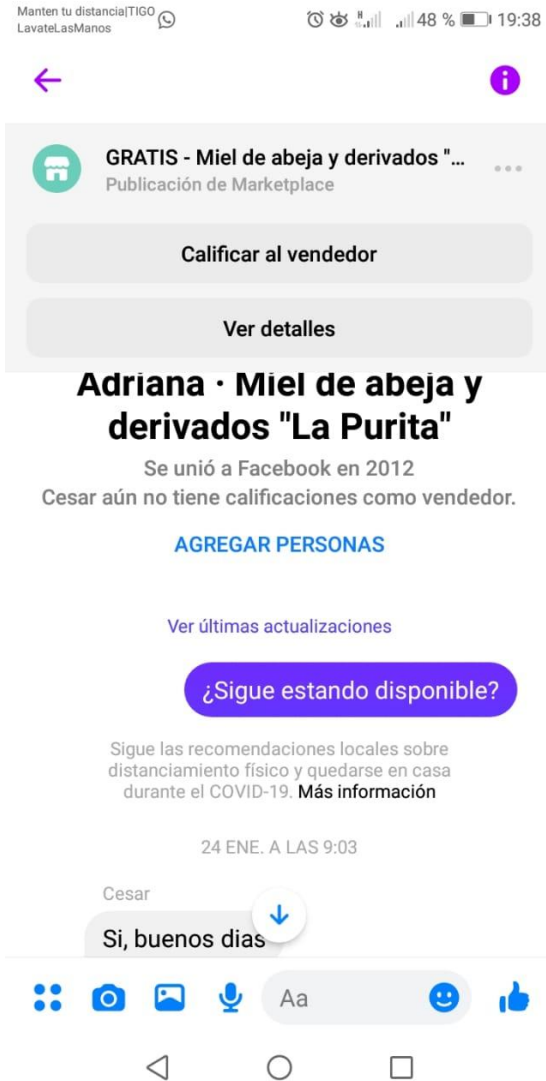 Manten tu distancia|TIGO
LavateLasManos
48 % 19:38
GRATIS - Miel de abeja y derivados "...
Publicación de Marketplace
Calificar al vendedor
Ver detalles
Adriana · Miel de abeja y
derivados "La Purita"
Se unió a Facebook en 2012
Cesar aún no tiene calificaciones como vendedor.
AGREGAR PERSONAS
Ver últimas actualizaciones
¿Sigue estando disponible?
Sigue las recomendaciones locales sobre
distanciamiento físico y quedarse en casa
durante el COVID-19. Más información
24 ENE. A LAS 9:03
Cesar
Si, buenos dias
Aa